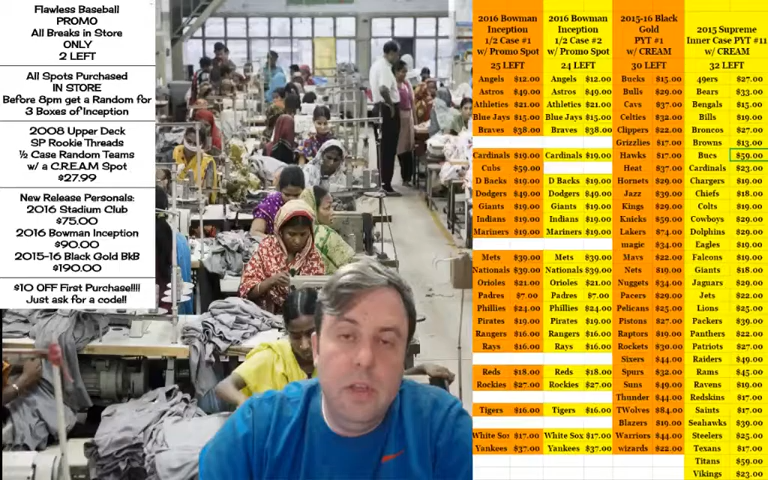 Flawless Baseball
PROMO
All Breaks in Store
ONLY
2 LEFT
All Spots Purchased
IN STORE
Before 8pm get a Random for
3 Boxes of Inception
2008 Upper Deck
SP Rookie Threads
½ Case Random Teams
w/ a C.R.E.A.M Spot
$27.99
New Release Personals:
2016 Stadium Club
$75.00
2016 Bowman Inception
$90.00
2015-16 Black Gold BkB
$190.00
$10 OFF First Purchase!!!!
Just ask for a code!!
2016 Bowman
Inception
1/2 Case #1
w/ Promo Spot
25 LEFT
Angels $12.00
Astros $49.00
Athletics $21.00
Blue Jays $15.00
Braves $38.00
Cardinals $19.00
Cubs $59.00
D Backs $19.00
Dodgers $49.00
Giants $19.00
Indians $19.00
Mariners $19.00
Mets $39.00
Nationals $39.00
Orioles $21.00
Padres $7.00
Phillies $24.00
Pirates $19.00
Rangers $16.00
Rays $16.00
Reds $18.00
Rockies $27.00
Tigers $16.00
White Sox $17.00
Yankees $37.00
2016 Bowman
Inception
1/2 Case #2
w/ Promo Spot
24 LEFT
Angels $12.00
Astros $49.00
Athletics $21.00
Blue Jays $15.00
Braves $38.00
Cardinals $19.00
D Backs $19.00
Dodgers $49.00
Giants $19.00
Indians $19.00
Mariners $19.00
Mets $39.00
Nationals $39.00
Orioles $21.00
Padres $7.00
Phillies $24.00
Pirates $19.00
Rangers $16.00
Rays $16.00
Reds $18.00
Rockies $27.00
Tigers $16.00
White Sox $17.00
Yankees $37.00
2015-16 Black
Gold
PYT #1
w/ CREAM
30 LEFT
Bucks $15.00
Bulls $29.00
Cavs $37.00
Celtics $32.00
Clippers $22.00
Grizzlies $17.00
Hawks $17.00
Heat $37.00
Hornets $29.00
Jazz $39.00
Kings $29.00
Knicks $59.00
Lakers $74.00
magic $34.00
Mavs $22.00
Nets $19.00
Nuggets $34.00
Pacers $29.00
Pelicans $25.00
Pistons $27.00
Raptors $19.00
Rockets $30.00
Sixers $44.00
Spurs $32.00
Suns $49.00
Thunder $44.00
TWolves $84.00
Blazers $19.00
Warriors $44.00
wizards $22.00
2015 Supreme
Inner Case PYT #11
w/ CREAM
32 LEFT
49ers $27.00
Bears $33.00
Bengals $15.00
Bills $19.00
Broncos $27.00
Browns $13.00
Bucs $59.00
Cardinals $23.00
Chargers $19.00
Chiefs $18.00
Colts $29.00
Cowboys $29.00
Dolphins $29.00
Eagles $19.00
Falcons $19.00
Giants $18.00
Jaguars $29.00
Jets $22.00
Lions $25.00
Packers $39.00
Panthers $22.00
Patriots $27.00
Raiders $49.00
Rams $45.00
Ravens $19.00
Redskins $17.00
Saints $17.00
Seahawks $39.00
Steelers $25.00
Texans $17.00
Titans $59.00
Vikings $23.00